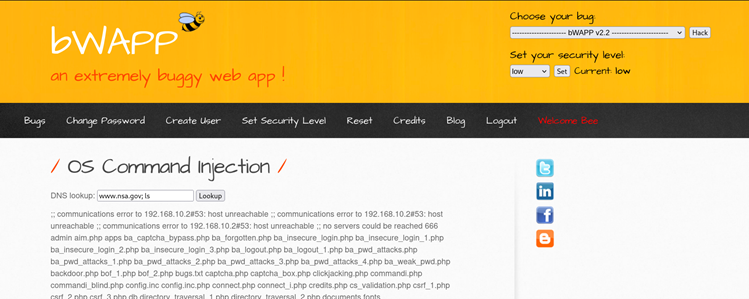 bWAPP
an extremely buggy web app !
Choose your bug:
---------------------- bWAPP v2.2 ----------------------- Hack
Set your security level:
low Set Current: low
Bugs Change Password Create User Set Security Level Reset Credits Blog Logout Welcome Bee
/ OS Command Injection /
DNS lookup: www.nsa.gov; ls Lookup
;; communications error to 192.168.10.2#53: host unreachable ;; communications error to 192.168.10.2#53: host
unreachable ;; communications error to 192.168.10.2#53: host unreachable ;; no servers could be reached 666
admin aim.php apps ba_captcha_bypass.php ba_forgotten.php ba_insecure_login.php ba_insecure_login_1.php
ba_insecure_login_2.php ba_insecure_login_3.php ba_logout.php ba_logout_1.php ba_pwd_attacks.php
ba_pwd_attacks_1.php ba_pwd_attacks_2.php ba_pwd_attacks_3.php ba_pwd_attacks_4.php ba_weak_pwd.php
backdoor.php bof_1.php bof_2.php bugs.txt captcha.php captcha_box.php clickjacking.php commandi.php
commandi_blind.php config.inc config.inc.php connect.php connect_i.php credits.php cs_validation.php csrf_1.php
csrf_2.php csrf_3.php db directory_traversal_1.php directory_traversal_2.php documents fonts